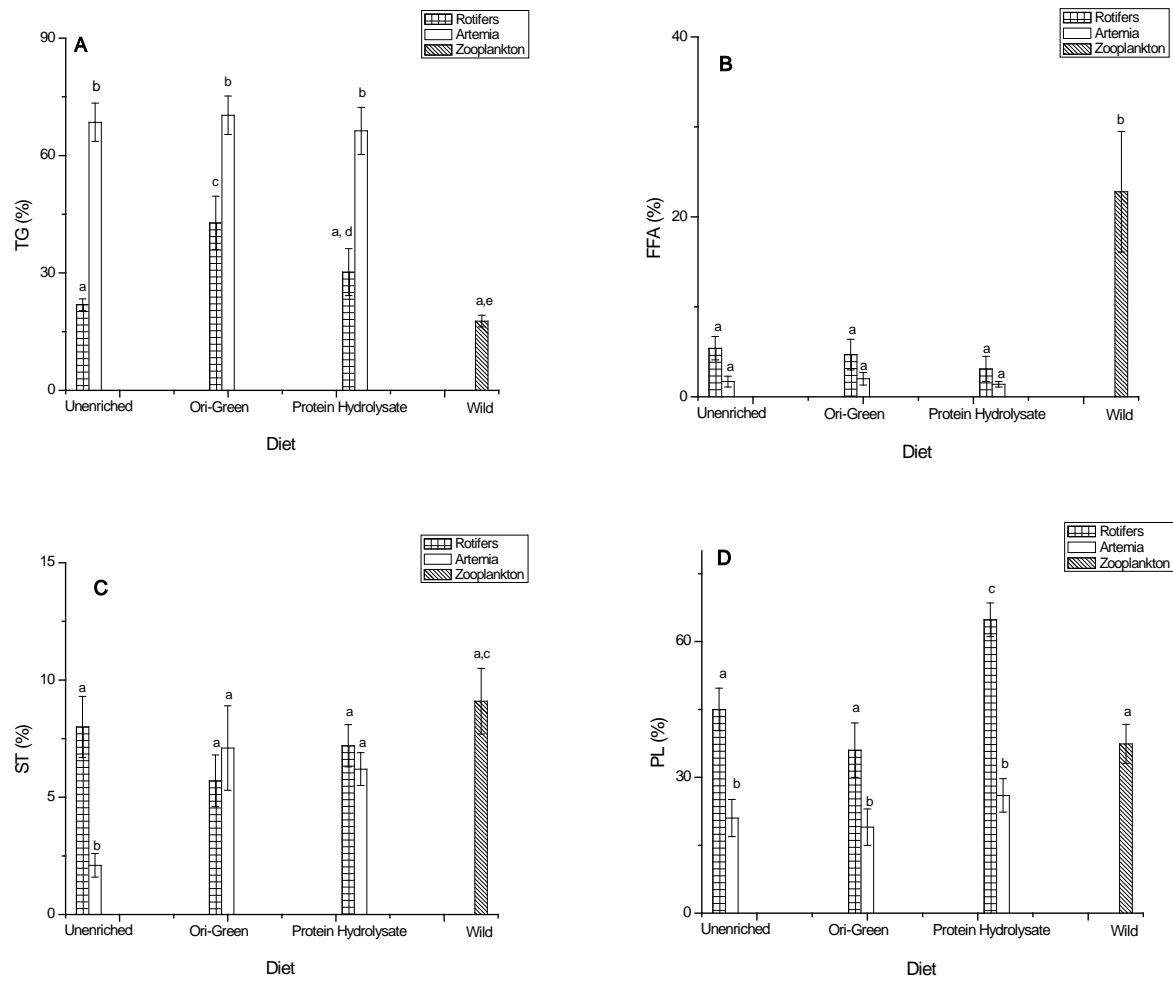 Rotifers
Artemia
Zooplankton
A
90
60
30
0
TG (%)
a
b
c
b
a, d
b
a,e
Unenriched
Ori-Green
Protein Hydrolysate
Wild
Diet
Rotifers
Artemia
Zooplankton
B
40
20
0
FFA (%)
a
a
a
a
a
a
b
Unenriched
Ori-Green
Protein Hydrolysate
Wild
Diet
Rotifers
Artemia
Zooplankton
C
15
10
5
0
ST (%)
a
b
a
a
a
a
a,c
Unenriched
Ori-Green
Protein Hydrolysate
Wild
Diet
Rotifers
Artemia
Zooplankton
D
60
30
0
PL (%)
a
b
a
b
c
b
a
Unenriched
Ori-Green
Protein Hydrolysate
Wild
Diet